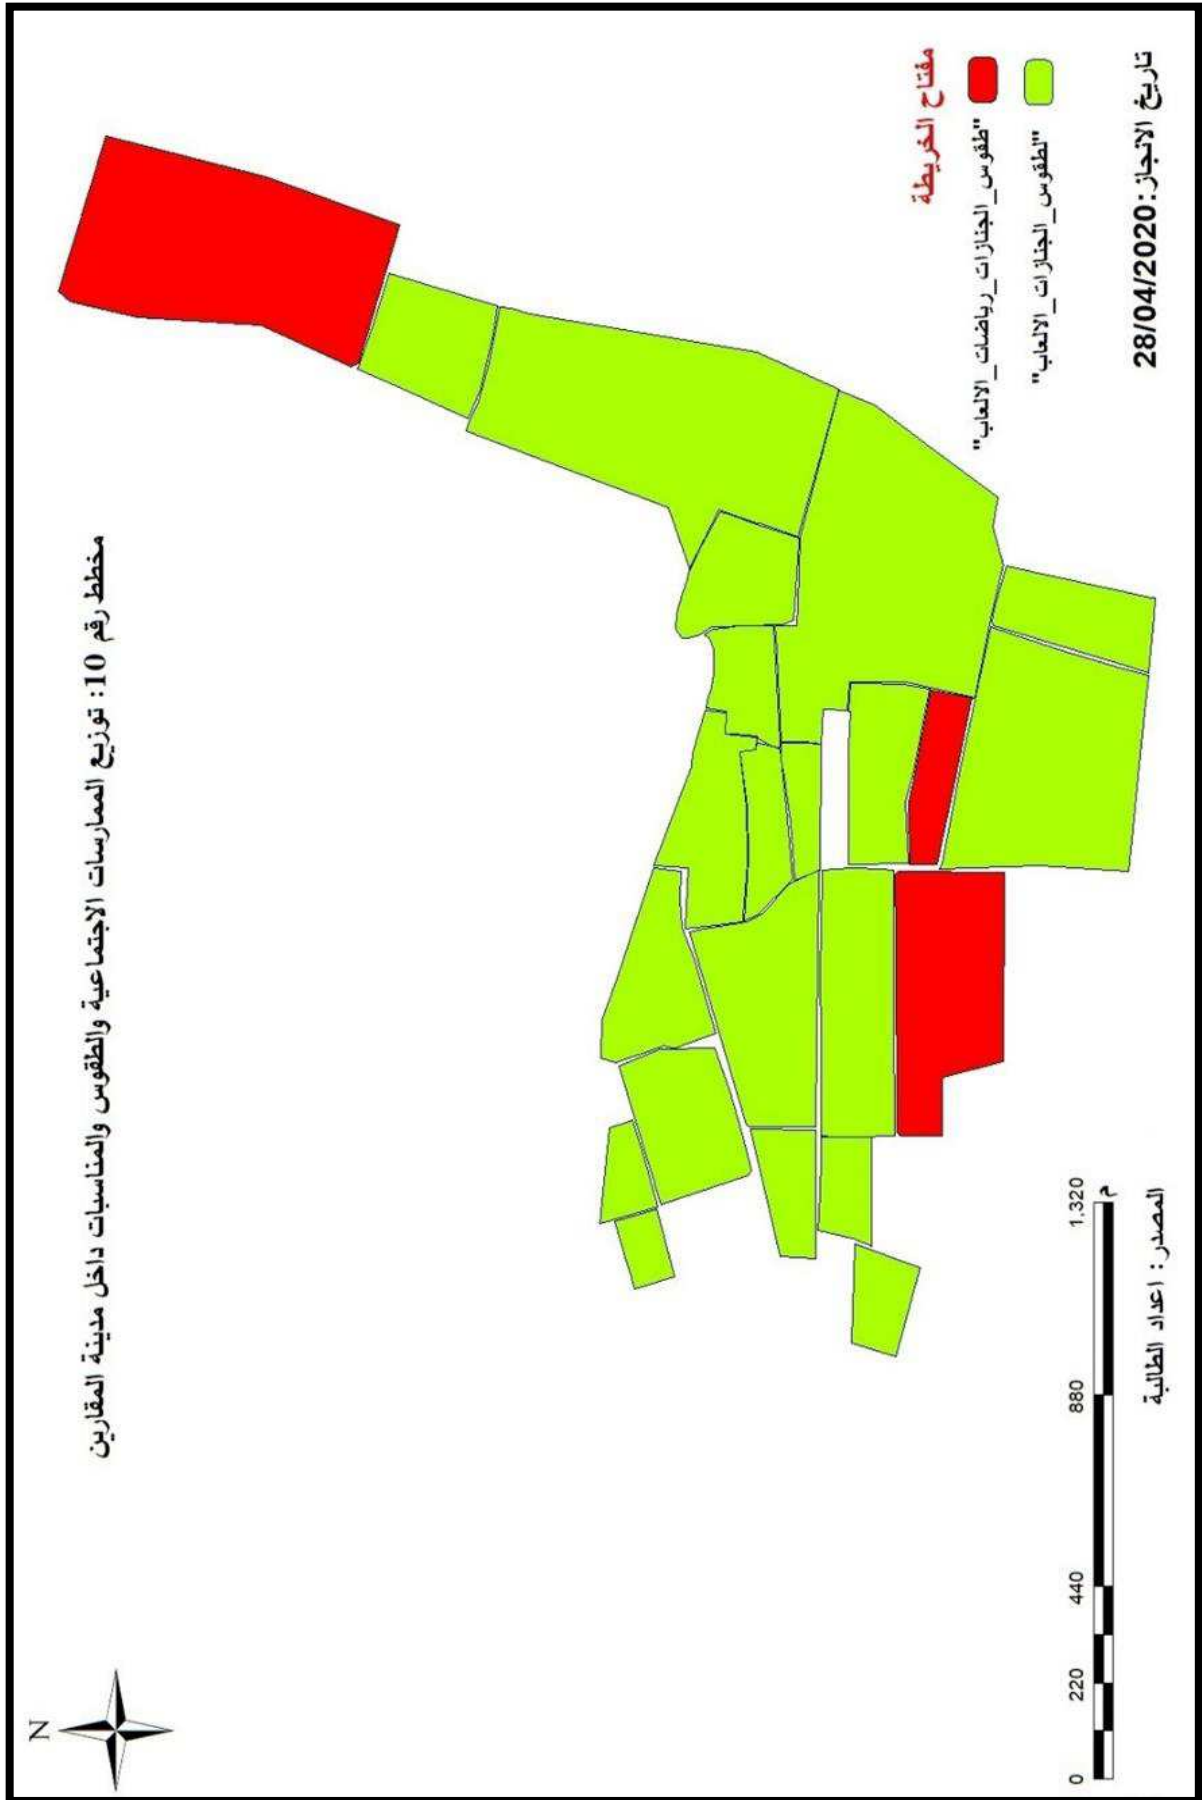 مخطط رقم 10: توزيع الممارسات الاجتماعية والطقوس والمناسبات داخل مدينة المقارين
N
مفتاح الخريطة
"طقوس_الجنازات_رياضات_الالعاب"
"لطقوس_الجنازات_الالعاب"
تاريخ الانجاز: 28/04/2020
0 220 440 880 1.320
م
المصدر: اعداد الطالبة